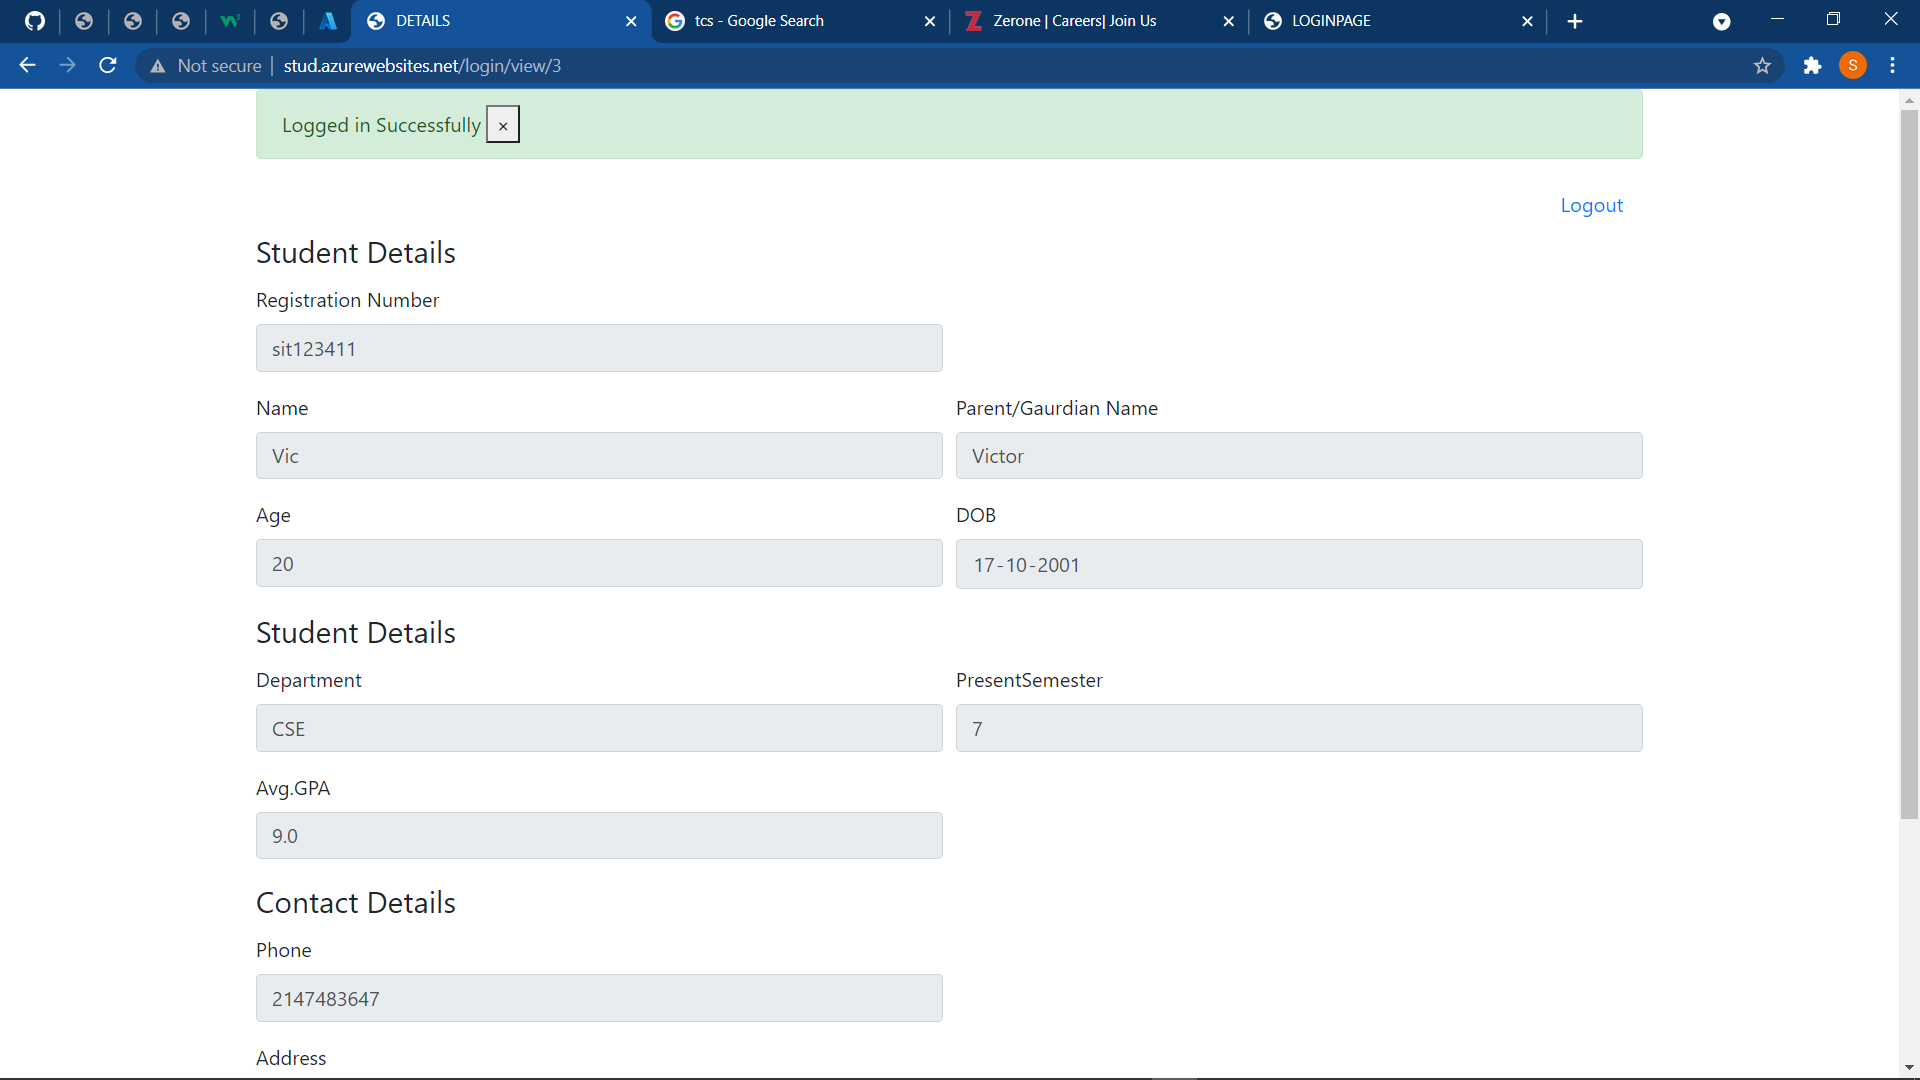 DETAILS
tcs - Google Search
Zerone | Careers| Join Us
LOGINPAGE
Not secure | stud.azurewebsites.net/login/view/3
S
Logged in Successfully ×
Logout
Student Details
Registration Number
sit123411
Name Parent/Gaurdian Name
Vic Victor
Age DOB
20 17-10-2001
Student Details
Department PresentSemester
CSE 7
Avg.GPA
9.0
Contact Details
Phone
2147483647
Address